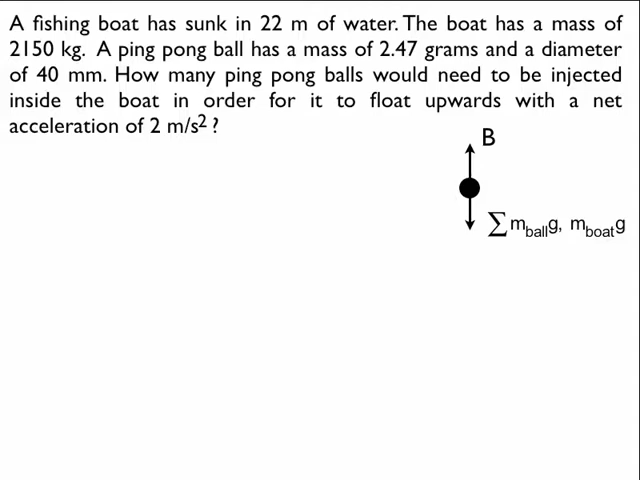 A fishing boat has sunk in 22 m of water. The boat has a mass of
2150 kg. A ping pong ball has a mass of 2.47 grams and a diameter
of 40 mm. How many ping pong balls would need to be injected
inside the boat in order for it to float upwards with a net
acceleration of 2 m/s² ?
B
∑m_ball g, m_boat g